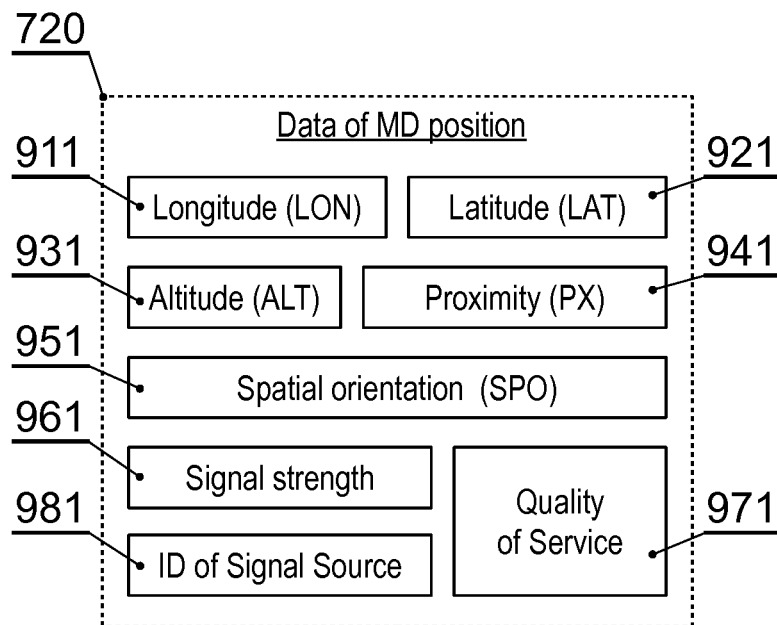 720
Data of MD position
911
921
Longitude (LON)
Latitude (LAT)
931
941
Altitude (ALT)
Proximity (PX)
951
Spatial orientation (SPO)
961
Signal strength
Quality
of Service
981
971
ID of Signal Source